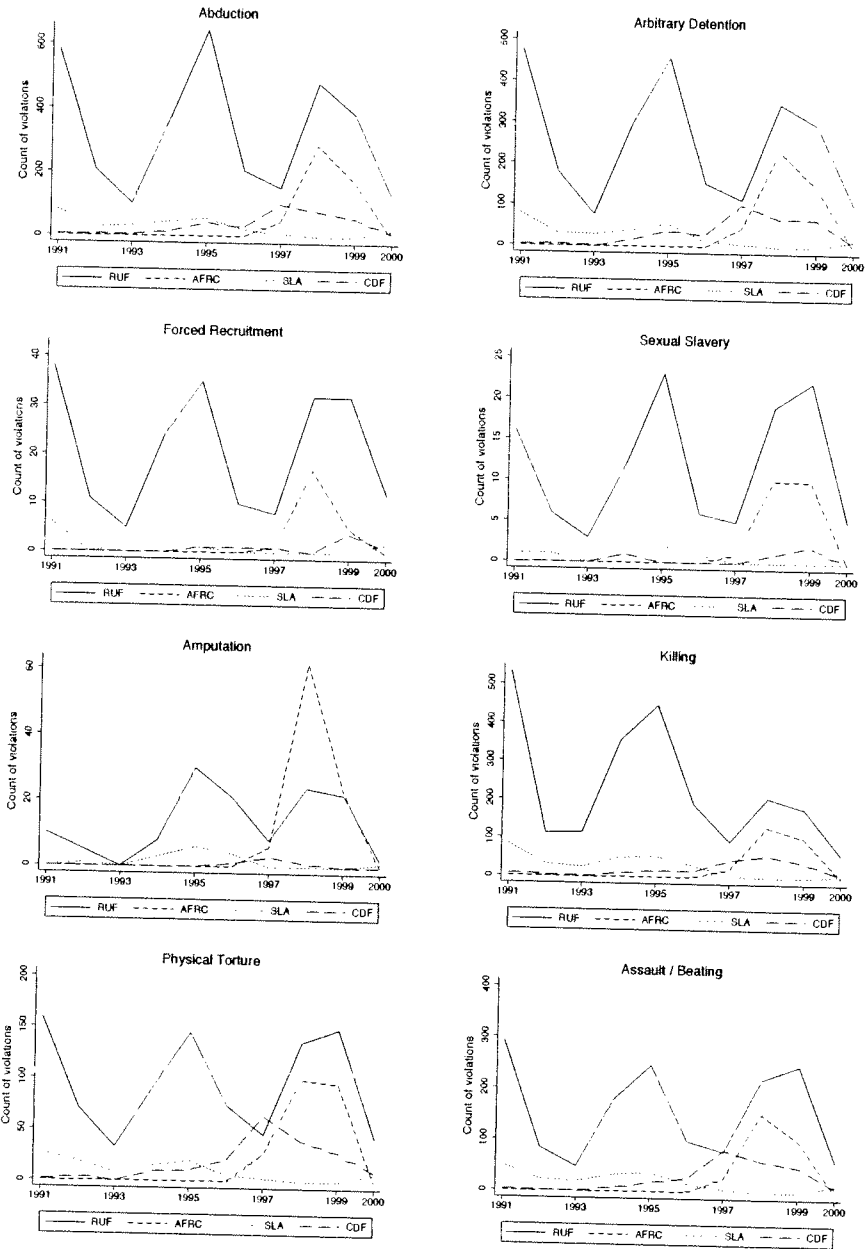 Abduction
Count of violations
600
400
200
0
1991 1993 1995 1997 1999 2000
RUF AFRC SLA CDF
Arbitrary Detention
Count of violations
500
400
300
200
100
0
1991 1993 1995 1997 1999 2000
RUF AFRC SLA CDF
Forced Recruitment
Count of violations
40
30
20
10
0
1991 1993 1995 1997 1999 2000
RUF AFRC SLA CDF
Sexual Slavery
Count of violations
25
20
15
10
5
0
1991 1993 1995 1997 1999 2000
RUF AFRC SLA CDF
Amputation
Count of violations
60
40
20
0
1991 1993 1995 1997 1999 2000
RUF AFRC SLA CDF
Killing
Count of violations
500
400
300
200
100
0
1991 1993 1995 1997 1999 2000
RUF AFRC SLA CDF
Physical Torture
Count of violations
200
150
100
50
0
1991 1993 1995 1997 1999 2000
RUF AFRC SLA CDF
Assault / Beating
Count of violations
400
300
200
100
0
1991 1993 1995 1997 1999 2000
RUF AFRC SLA CDF